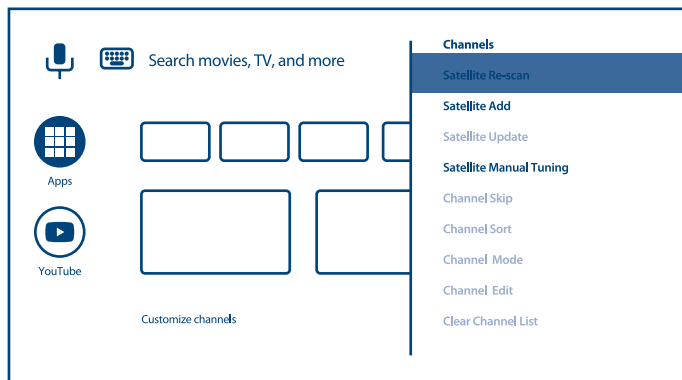 Search movies, TV, and more
Apps
YouTube
Customize channels
Channels
Satellite Re-scan
Satellite Add
Satellite Update
Satellite Manual Tuning
Channel Skip
Channel Sort
Channel Mode
Channel Edit
Clear Channel List